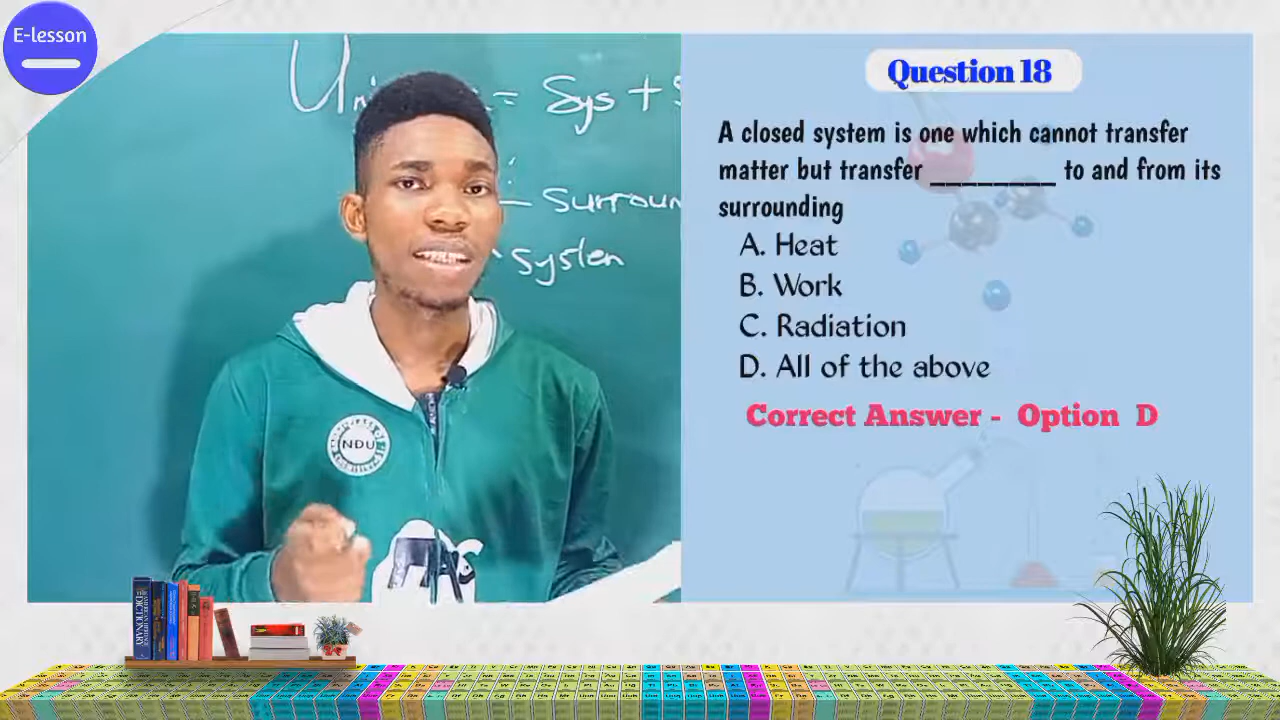 E-lesson
= Sys +
Surroun
System
NDU
Question 18
A closed system is one which cannot transfer
matter but transfer ________ to and from its
surrounding
A. Heat
B. Work
C. Radiation
D. All of the above
Correct Answer - Option D
DICTIONARY